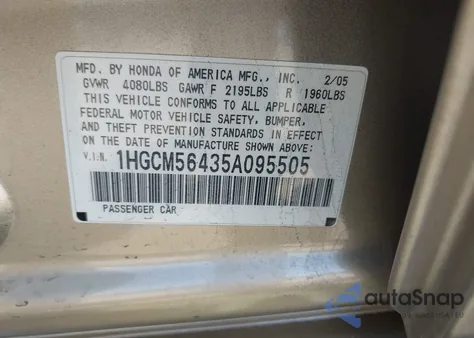 MFD. BY HONDA OF AMERICA MFG., INC. 2/05
GVWR 4080LBS GAWR F 2195LBS R 1960LBS
THIS VEHICLE CONFORMS TO ALL APPLICABLE
FEDERAL MOTOR VEHICLE SAFETY, BUMPER,
AND THEFT PREVENTION STANDARDS IN EFFECT
ON THE DATE OF MANUFACTURE SHOWN ABOVE:
V.I.N. 1HGCM56435A095505
PASSENGER CAR
autoSnap